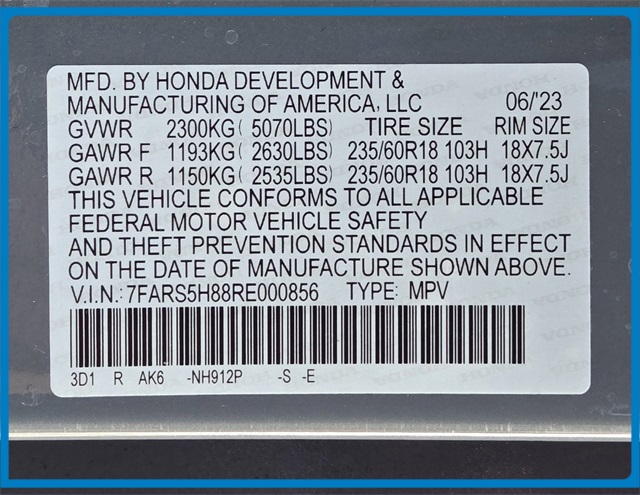 MFD. BY HONDA DEVELOPMENT &
MANUFACTURING OF AMERICA, LLC 06/'23
GVWR 2300KG( 5070LBS) TIRE SIZE RIM SIZE
GAWR F 1193KG( 2630LBS) 235/60R18 103H 18X7.5J
GAWR R 1150KG( 2535LBS) 235/60R18 103H 18X7.5J
THIS VEHICLE CONFORMS TO ALL APPLICABLE
FEDERAL MOTOR VEHICLE SAFETY
AND THEFT PREVENTION STANDARDS IN EFFECT
ON THE DATE OF MANUFACTURE SHOWN ABOVE.
V.I.N.:7FARS5H88RE000856 TYPE: MPV
3D1 R AK6 -NH912P -S -E